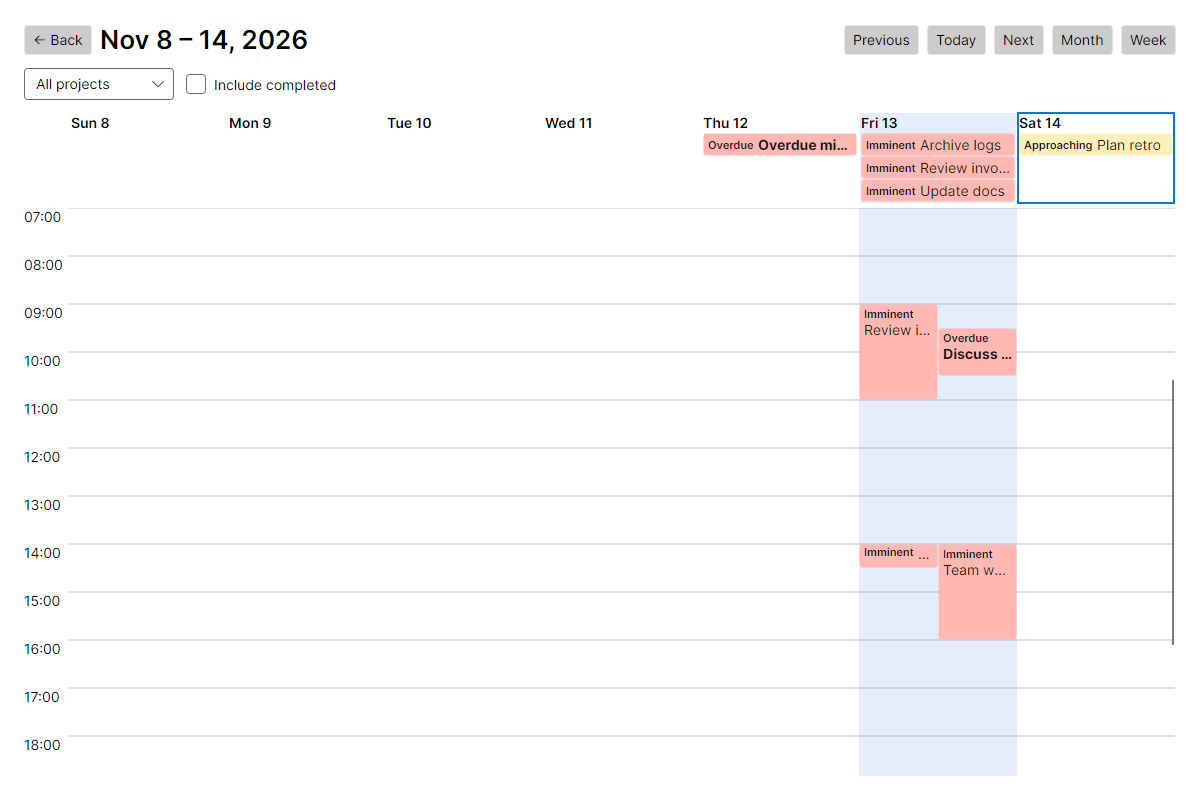 ← Back Nov 8 – 14, 2026 Previous Today Next Month Week
All projects Include completed
Sun 8 Mon 9 Tue 10 Wed 11 Thu 12 Fri 13 Sat 14
Overdue Overdue mi... Imminent Archive logs Approaching Plan retro
Imminent Review invo...
Imminent Update docs
07:00
08:00
09:00
Imminent
Review i...
Overdue
Discuss ...
10:00
11:00
12:00
13:00
14:00
Imminent ...
Imminent
Team w...
15:00
16:00
17:00
18:00